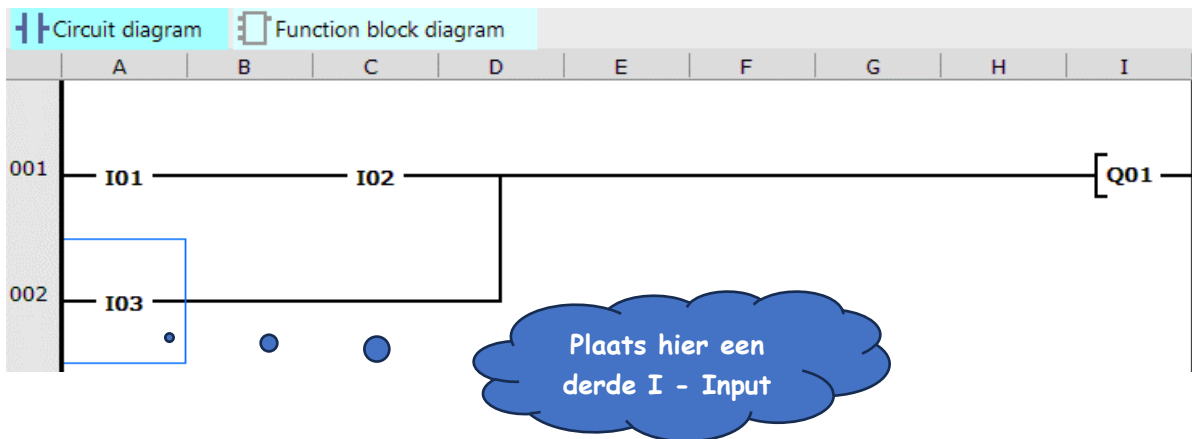 Circuit diagram Function block diagram
A B C D E F G H I
001 I01 I02 Q01
002 I03
Plaats hier een
derde I - Input